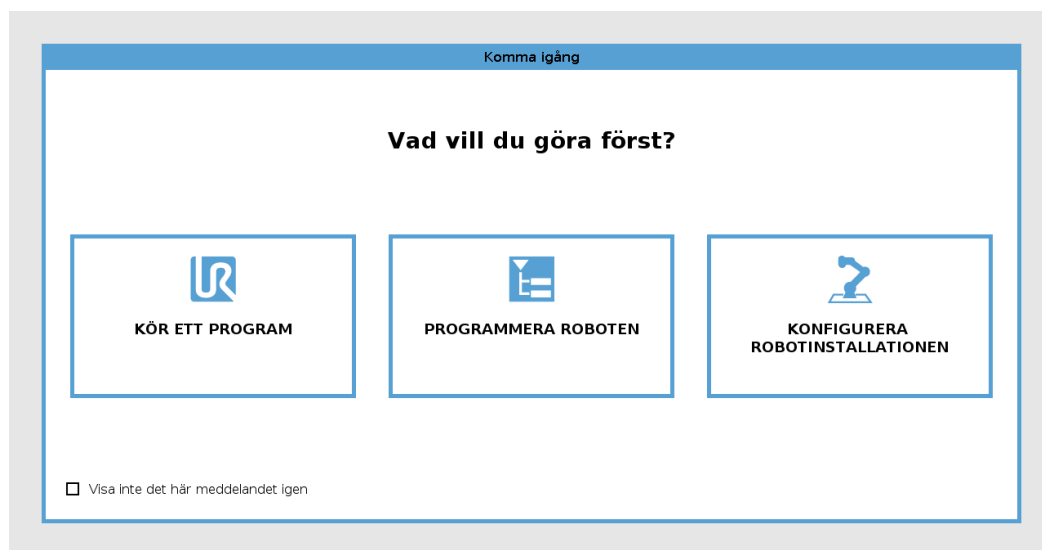 Komma igång
Vad vill du göra först?
KÖR ETT PROGRAM
PROGRAMMERA ROBOTEN
KONFIGURERA
ROBOTINSTALLATIONEN
Visa inte det här meddelandet igen